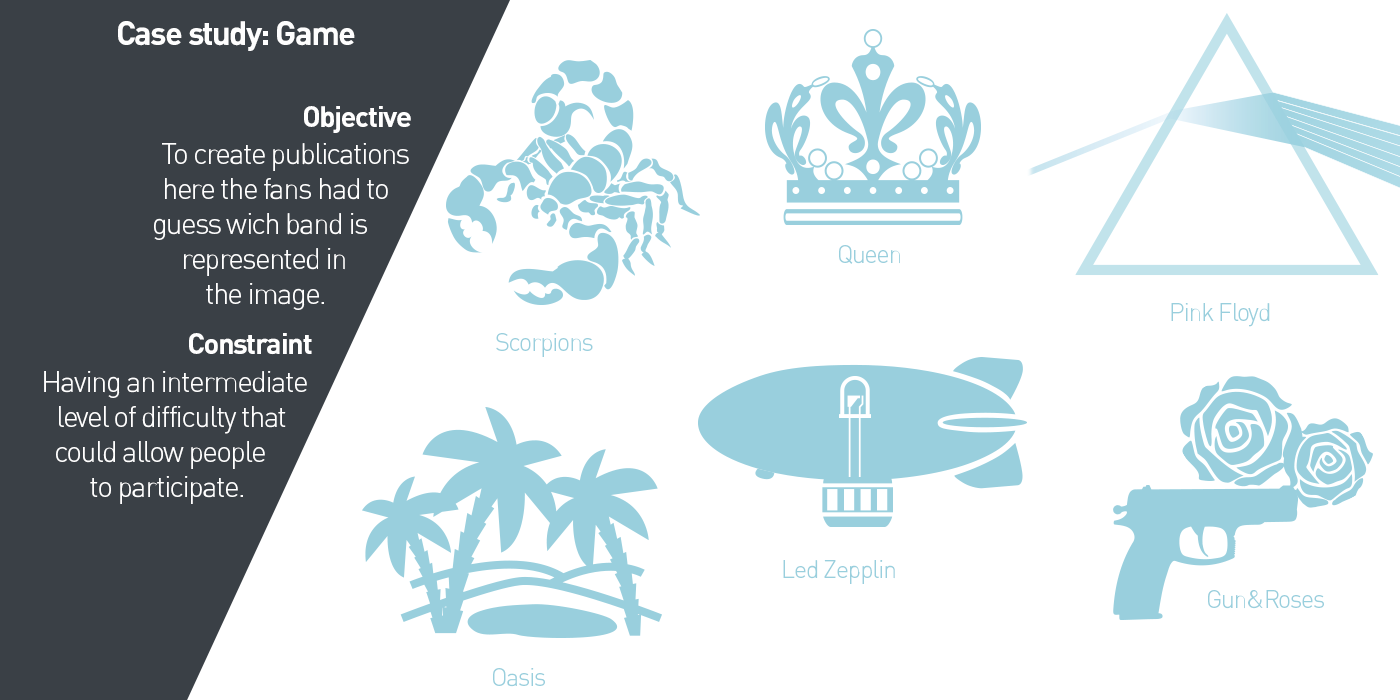 Case study: Game
Objective
To create publications
here the fans had to
guess wich band is
represented in
the image.
Constraint
Having an intermediate
level of difficulty that
could allow people
to participate.
Scorpions
Queen
Pink Floyd
Oasis
Led Zepplin
Gun&Roses